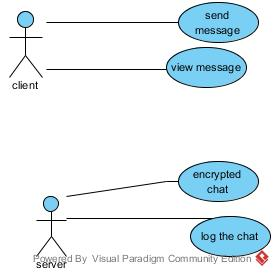 send
message
view message
client
encrypted
chat
log the chat
Powered By Visual Paradigm Community Edition
server